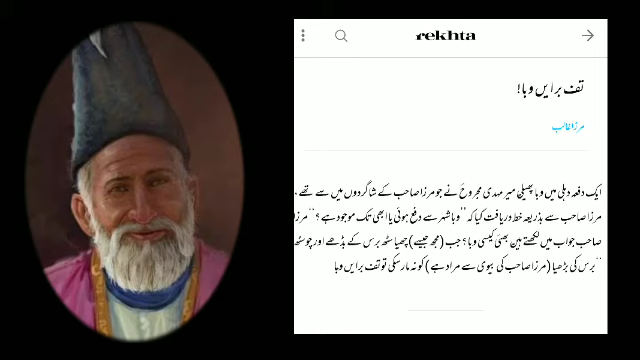 rekhta
تف برایں وبا!
مرزا غالب
ایک دفعہ دہلی میں وبا پھیلی میر مہدی مجروحؔ نے جو مرزا صاحب کے شاگردوں میں سے تھے ،
مرزا صاحب سے بذریعہ خط دریافت کیا کہ ’’وبا شہر سے دفع ہوئی یا ابھی تک موجود ہے ؟‘‘ مرزا
صاحب جواب میں لکھتے ہین بھئی کیسی وبا؟ جب (مجھ جیسے) چھیاسٹھ برس کے بڈھے اور چونسٹھ
برس کی بڑھیا (مرزا صاحب کی بیوی سے مراد ہے ) کو نہ مار سکی تو تف برایں وبا‘‘